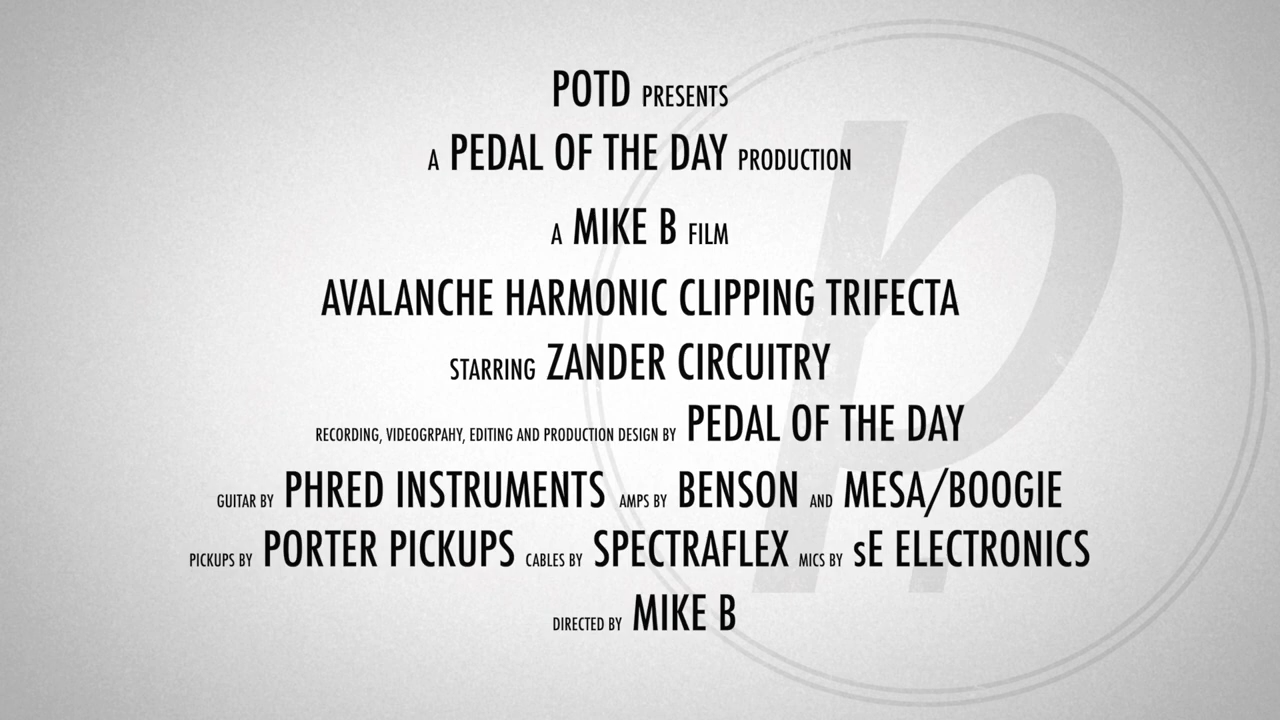 POTD PRESENTS
A PEDAL OF THE DAY PRODUCTION
A MIKE B FILM
AVALANCHE HARMONIC CLIPPING TRIFECTA
STARRING ZANDER CIRCUITRY
RECORDING, VIDEOGRPAHY, EDITING AND PRODUCTION DESIGN BY PEDAL OF THE DAY
GUITAR BY PHRED INSTRUMENTS AMPS BY BENSON AND MESA/BOOGIE
PICKUPS BY PORTER PICKUPS CABLES BY SPECTRAFLEX MICS BY sE ELECTRONICS
DIRECTED BY MIKE B